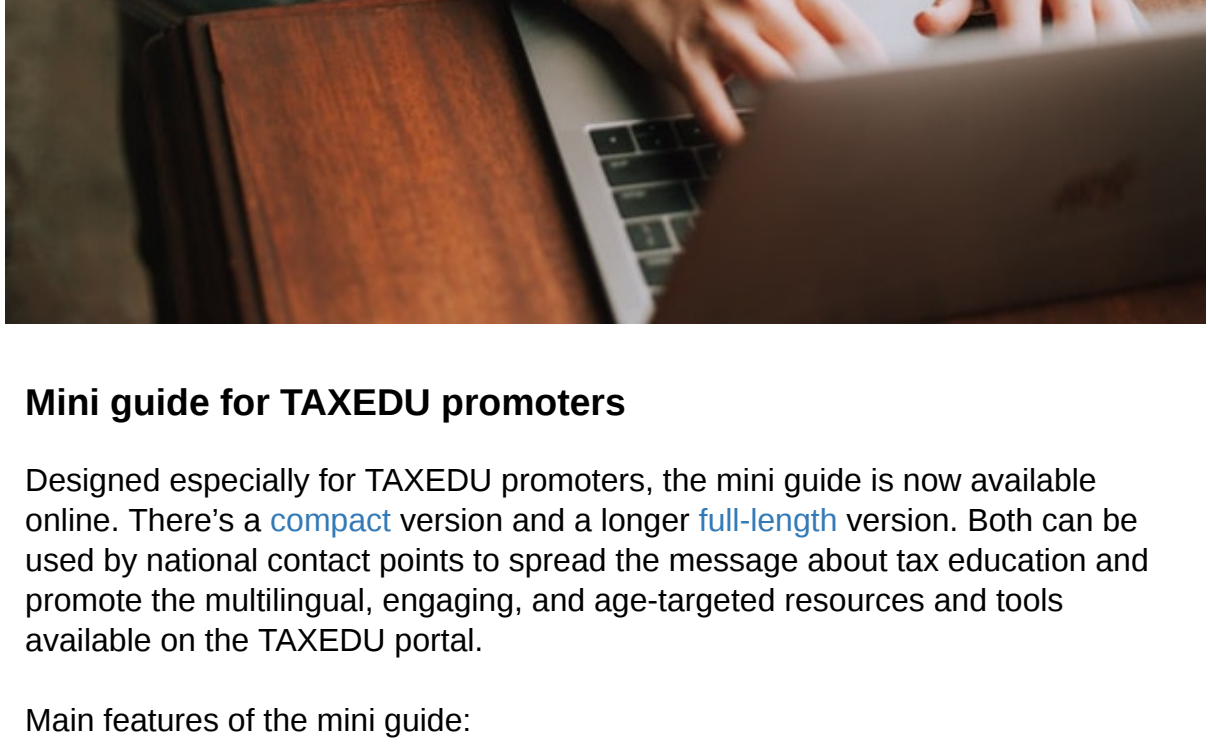 Mini guide for TAXEDU promoters
Designed especially for TAXEDU promoters, the mini guide is now available
online. There’s a compact version and a longer full-length version. Both can be
used by national contact points to spread the message about tax education and
promote the multilingual, engaging, and age-targeted resources and tools
available on the TAXEDU portal.
Main features of the mini guide: